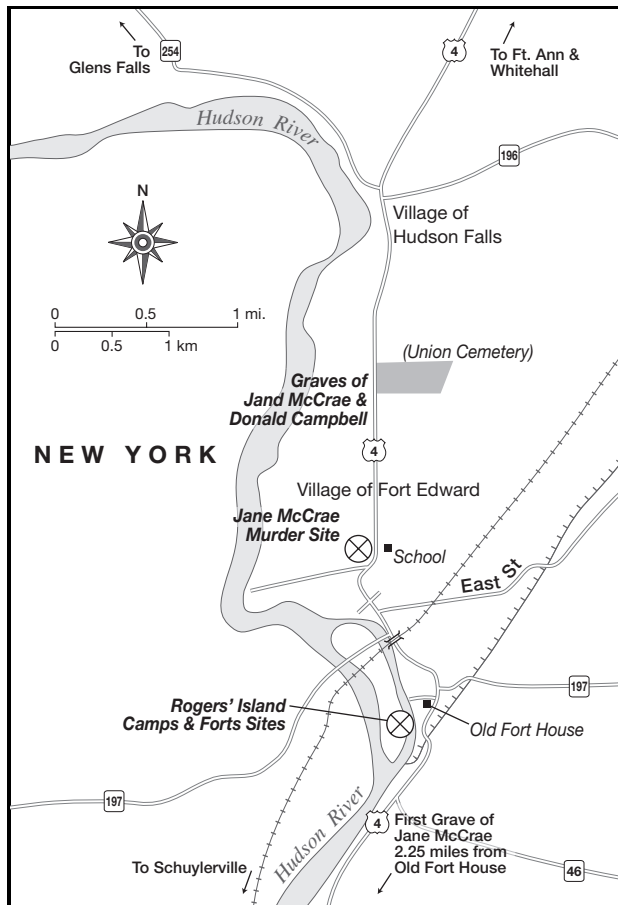 To
Glens Falls
254
4
To Ft. Ann &
Whitehall
Hudson River
196
N
Village of
Hudson Falls
0 0.5 1 mi.
0 0.5 1 km
(Union Cemetery)
Graves of
Jand McCrae &
Donald Campbell
NEW YORK
4
Village of Fort Edward
Jane McCrae
Murder Site
School
East St
197
Rogers' Island
Camps & Forts Sites
Old Fort House
197
Hudson River
4
First Grave of
Jane McCrae
2.25 miles from
Old Fort House
To Schuylerville
46